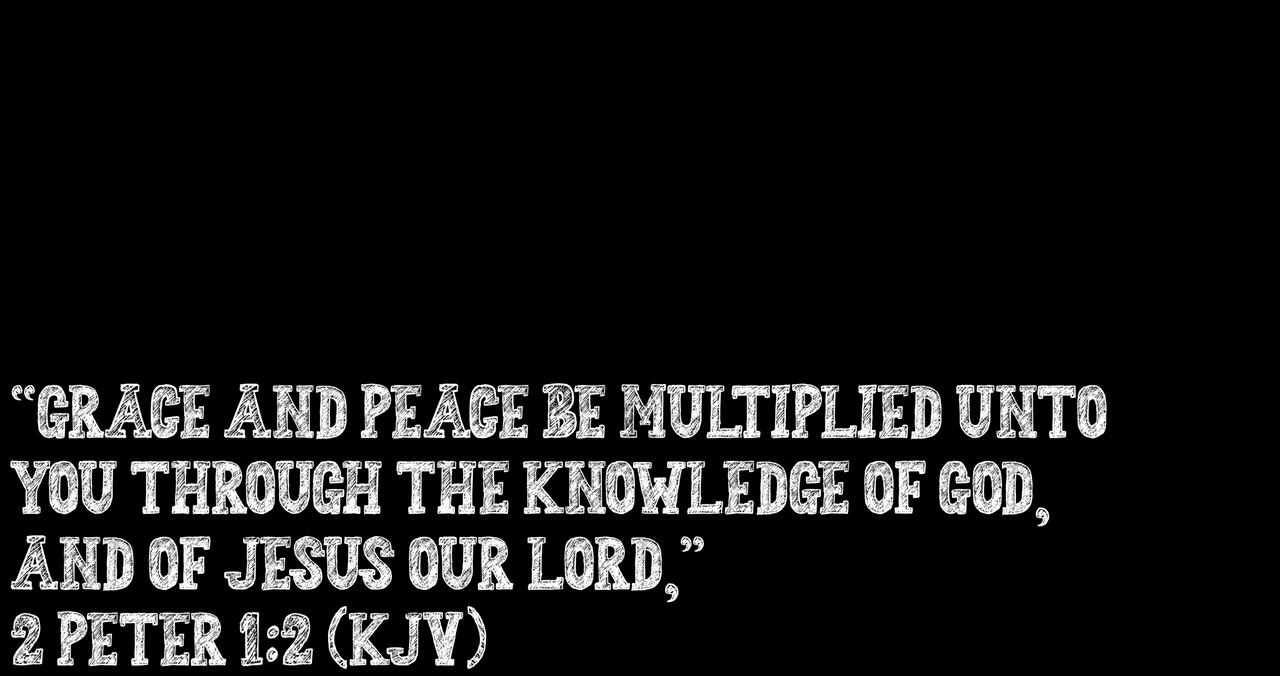 “GRACE AND PEACE BE MULTIPLIED UNTO
YOU THROUGH THE KNOWLEDGE OF GOD,
AND OF JESUS OUR LORD,”
2 PETER 1:2 (KJV)